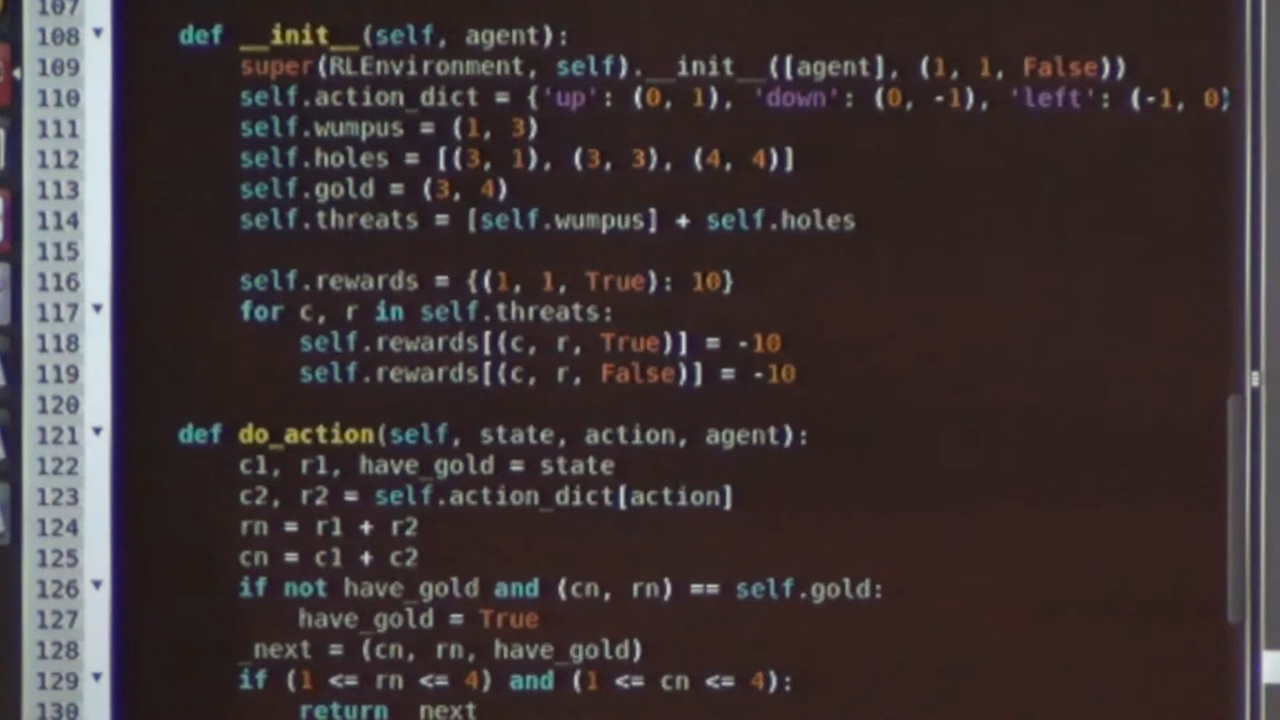 107
108 def __init__(self, agent):
109 super(RLEnvironment, self).__init__([agent], (1, 1, False))
110 self.action_dict = {'up': (0, 1), 'down': (0, -1), 'left': (-1, 0)
111 self.wumpus = (1, 3)
112 self.holes = [(3, 1), (3, 3), (4, 4)]
113 self.gold = (3, 4)
114 self.threats = [self.wumpus] + self.holes
115
116 self.rewards = {(1, 1, True): 10}
117 for c, r in self.threats:
118 self.rewards[(c, r, True)] = -10
119 self.rewards[(c, r, False)] = -10
120
121 def do_action(self, state, action, agent):
122 c1, r1, have_gold = state
123 c2, r2 = self.action_dict[action]
124 rn = r1 + r2
125 cn = c1 + c2
126 if not have_gold and (cn, rn) == self.gold:
127 have_gold = True
128 _next = (cn, rn, have_gold)
129 if (1 <= rn <= 4) and (1 <= cn <= 4):
130 return _next